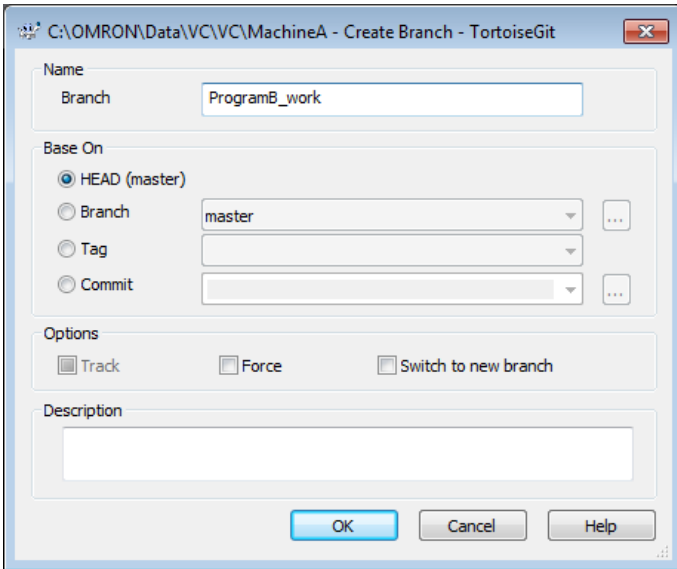 C:\OMRON\Data\VC\VC\MachineA - Create Branch - TortoiseGit
Name
Branch ProgramB_work
Base On
HEAD (master)
Branch master ...
Tag
Commit ...
Options
Track Force Switch to new branch
Description
OK Cancel Help